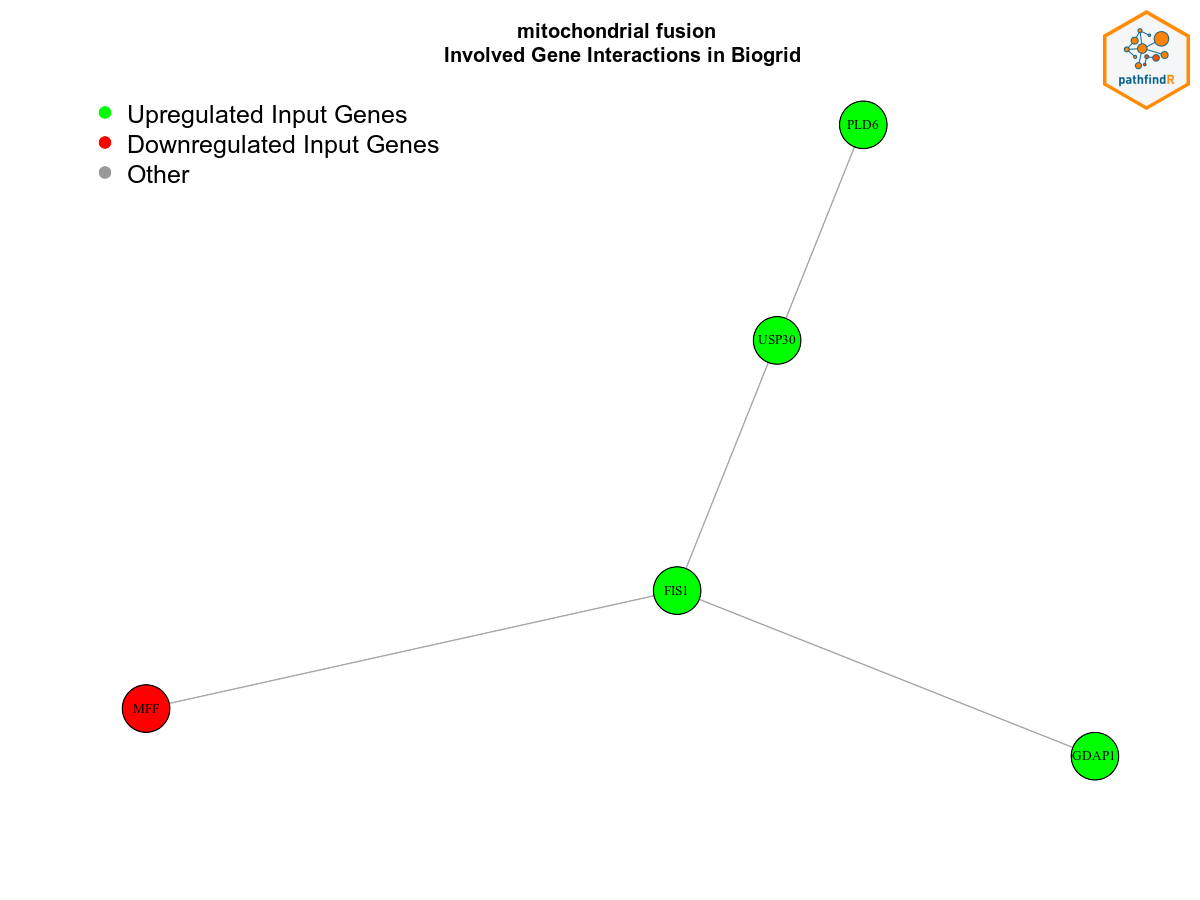 mitochondrial fusion
Involved Gene Interactions in Biogrid
pathfindR
Upregulated Input Genes
Downregulated Input Genes
Other
PLD6
USP30
FIS1
MFF
GDAP1